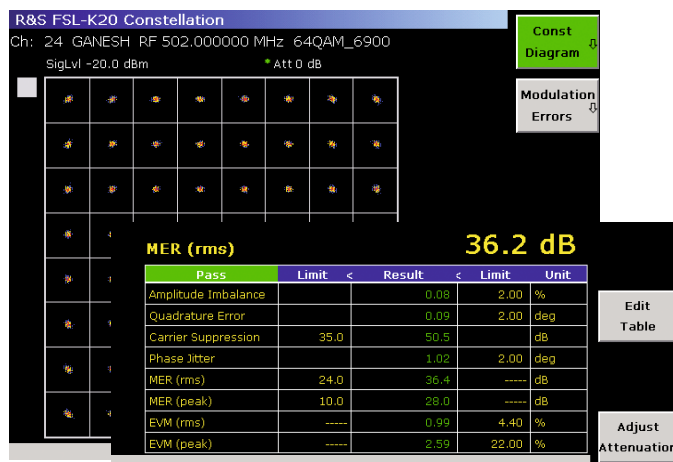 R&S FSL-K20 Constellation
Ch: 24 GANESH RF 502.000000 MHz 64QAM_6900
SigLvl -20.0 dBm * Att 0 dB
Const
Diagram
Modulation
Errors
MER (rms) 36.2 dB
Pass Limit < Result < Limit Unit
Amplitude Imbalance 0.08 2.00 %
Quadrature Error 0.09 2.00 deg
Carrier Suppression 35.0 50.5 dB
Phase Jitter 1.02 2.00 deg
MER (rms) 24.0 36.4 ----- dB
MER (peak) 10.0 28.0 ----- dB
EVM (rms) ----- 0.99 4.40 %
EVM (peak) ----- 2.59 22.00 %
Edit
Table
Adjust
Attenuation